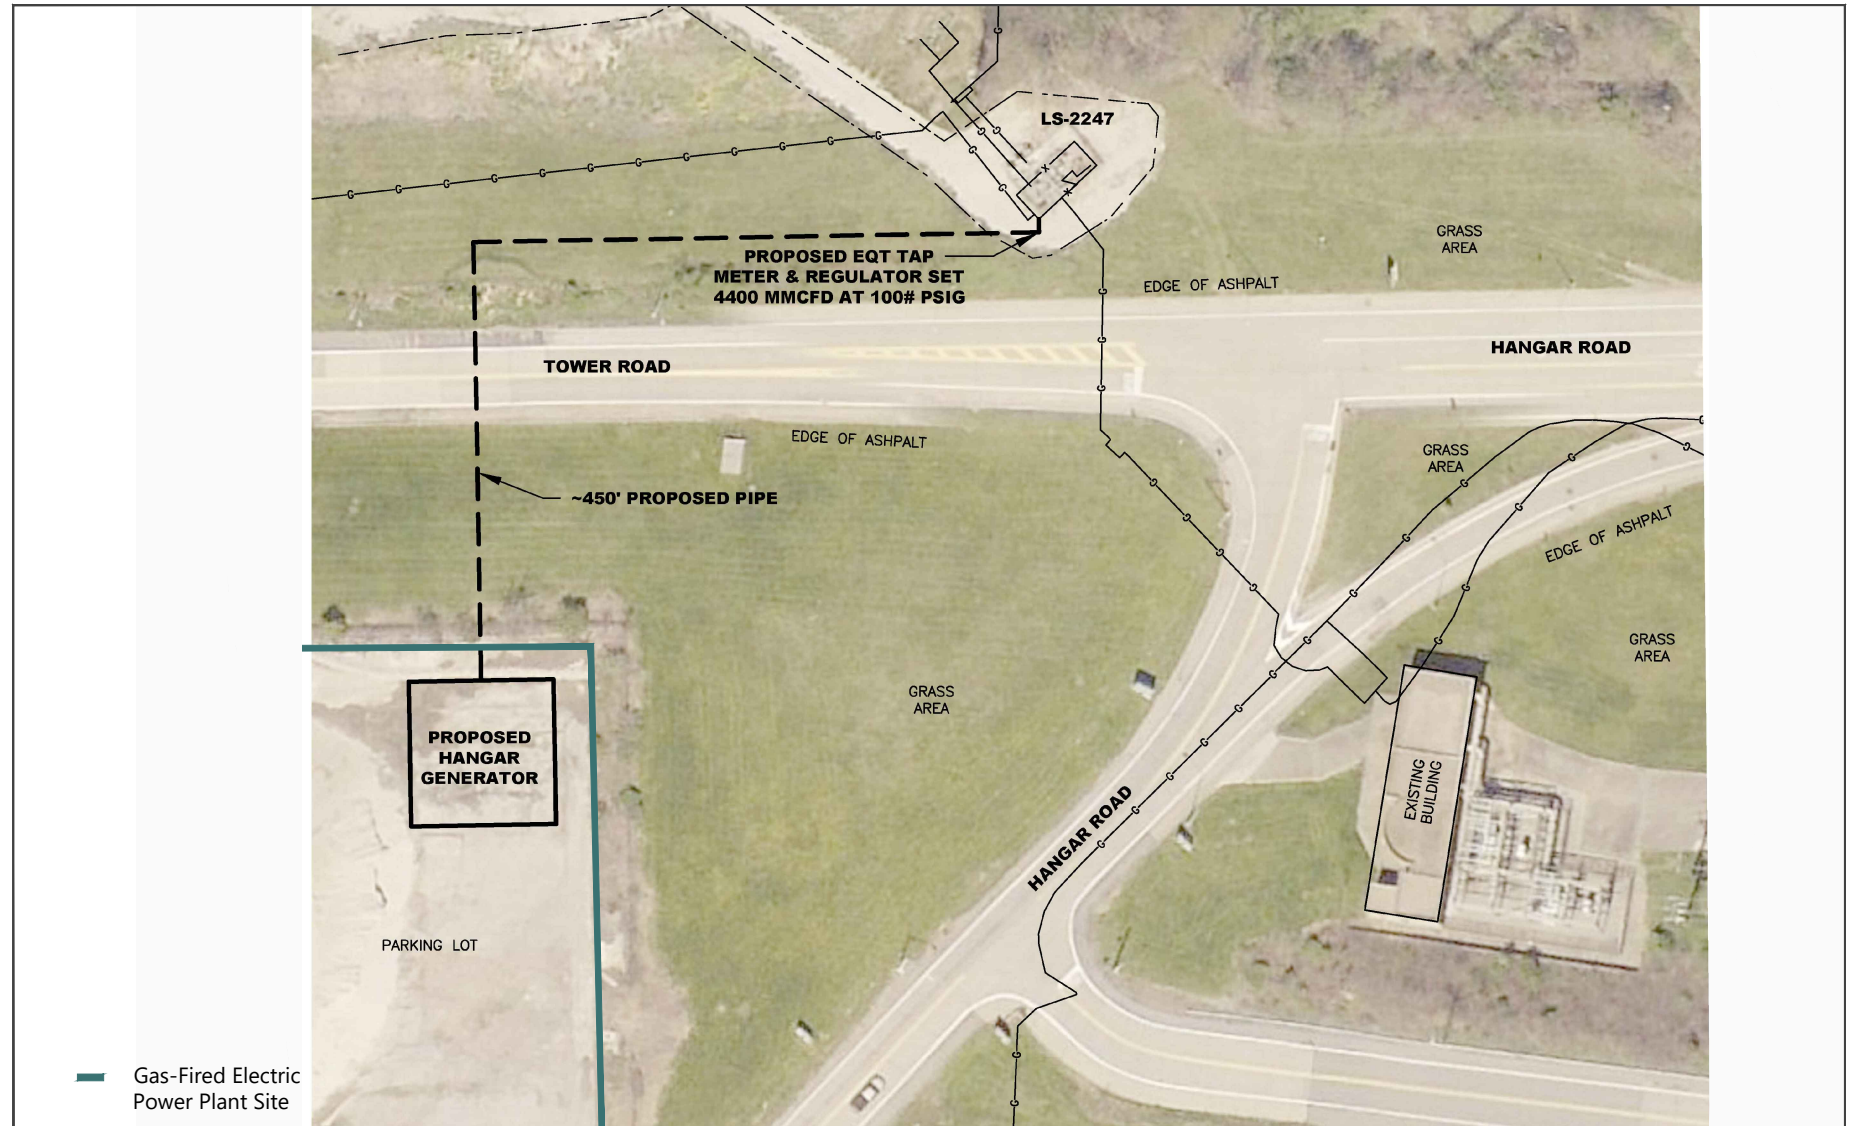 LS-2247
GRASS
AREA
PROPOSED EQT TAP
METER & REGULATOR SET
4400 MMCFD AT 100# PSIG
EDGE OF ASHPALT
HANGAR ROAD
TOWER ROAD
EDGE OF ASHPALT
GRASS
AREA
~450' PROPOSED PIPE
EDGE OF ASHPALT
GRASS
AREA
GRASS
AREA
PROPOSED
HANGAR
GENERATOR
EXISTING
BUILDING
HANGAR ROAD
PARKING LOT
Gas-Fired Electric
Power Plant Site